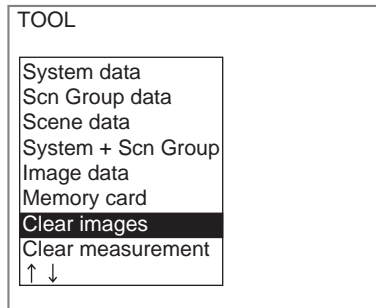 TOOL
System data
Scn Group data
Scene data
System + Scn Group
Image data
Memory card
Clear images
Clear measurement
↑ ↓